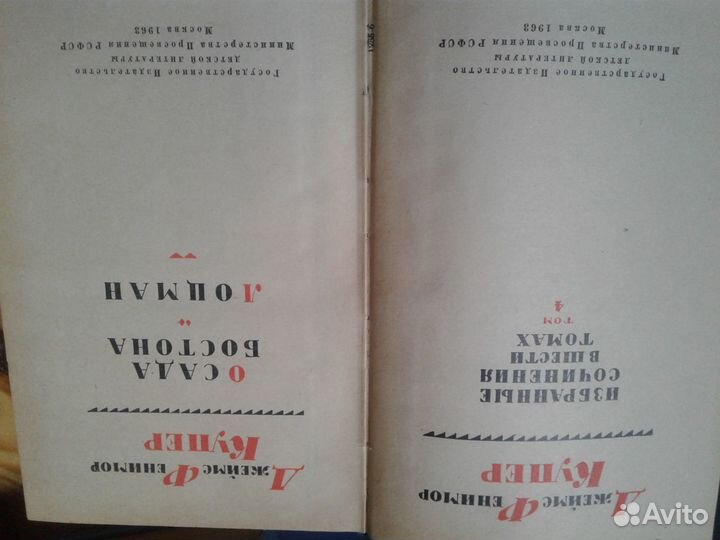 ДЖЕЙМС ФЕНИМОР
КУПЕР
ИЗБРАННЫЕ
СОЧИНЕНИЯ
В ШЕСТИ
ТОМАХ
ТОМ
4
Государственное Издательство
ДЕТСКОЙ ЛИТЕРАТУРЫ
Министерства Просвещения РСФСР
Москва 1963
ДЖЕЙМС ФЕНИМОР
КУПЕР
ОСАДА
БОСТОНА
ЛОЦМАН
Государственное Издательство
ДЕТСКОЙ ЛИТЕРАТУРЫ
Министерства Просвещения РСФСР
Москва 1963
Avito